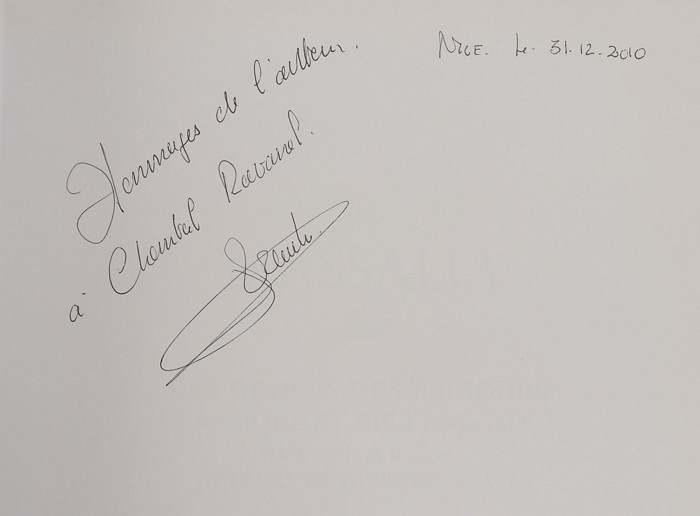 Nice. Le. 31.12.2010
Hommages de l'auteur.
à Chantal Ravanel.